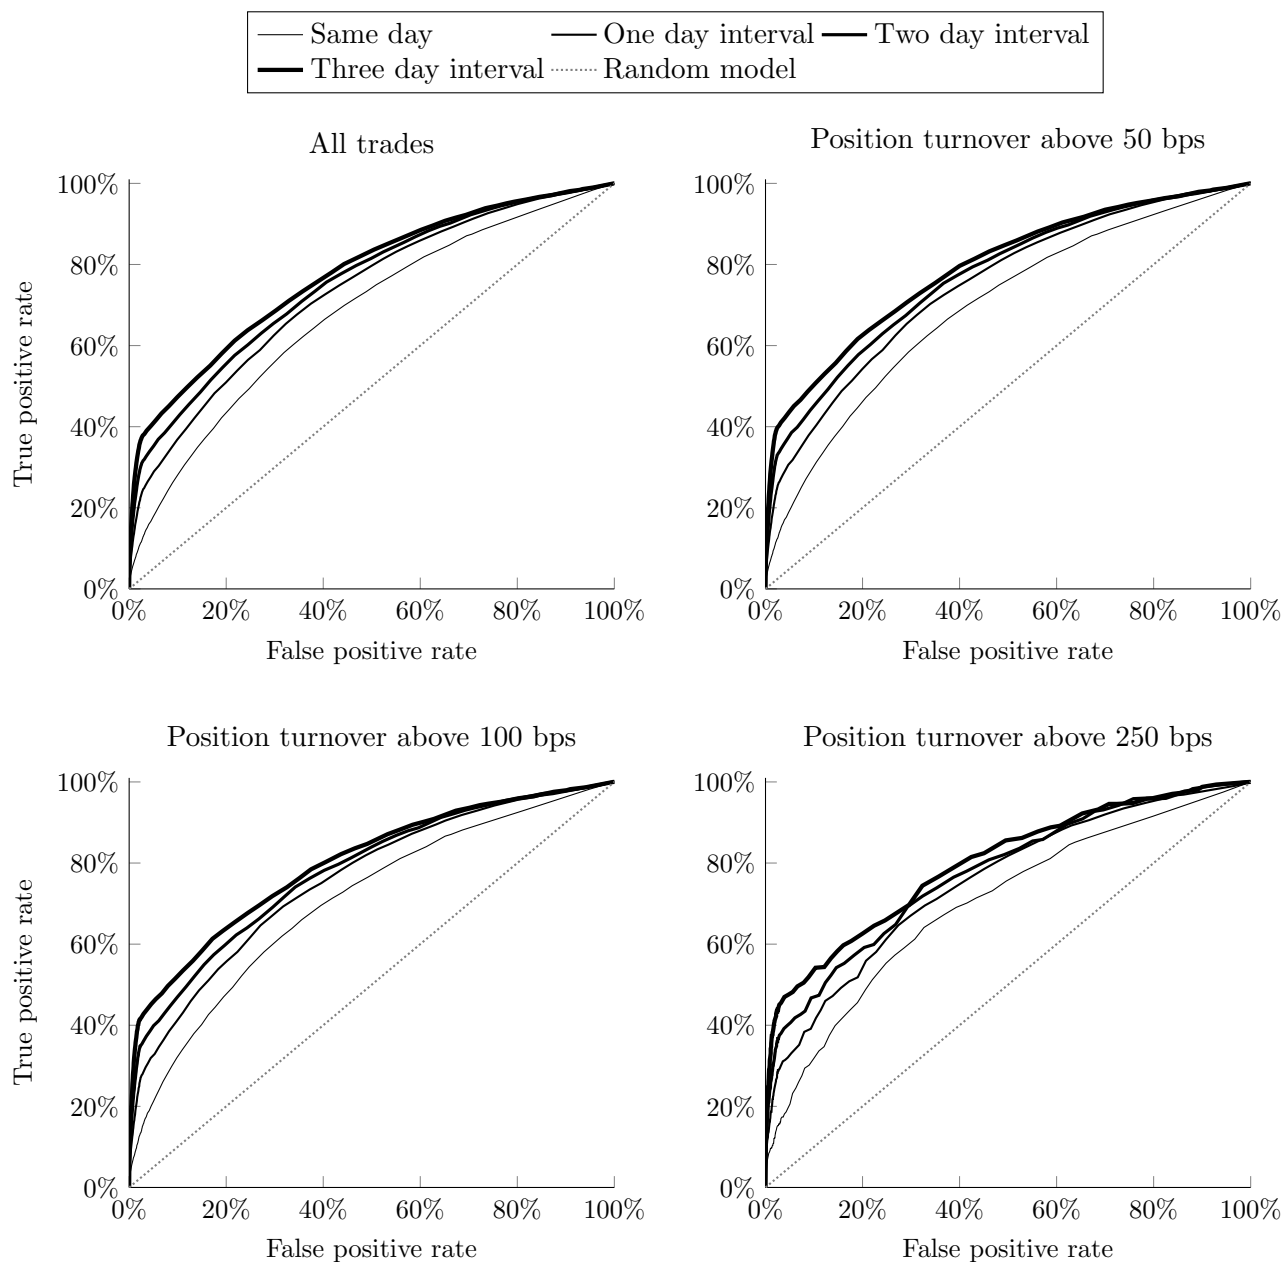 Same day One day interval Two day interval
Three day interval Random model
All trades
Position turnover above 50 bps
100%
80%
60%
40%
20%
0%
True positive rate
0% 20% 40% 60% 80% 100%
False positive rate
100%
80%
60%
40%
20%
0%
0% 20% 40% 60% 80% 100%
False positive rate
Position turnover above 100 bps
Position turnover above 250 bps
100%
80%
60%
40%
20%
0%
True positive rate
0% 20% 40% 60% 80% 100%
False positive rate
100%
80%
60%
40%
20%
0%
0% 20% 40% 60% 80% 100%
False positive rate